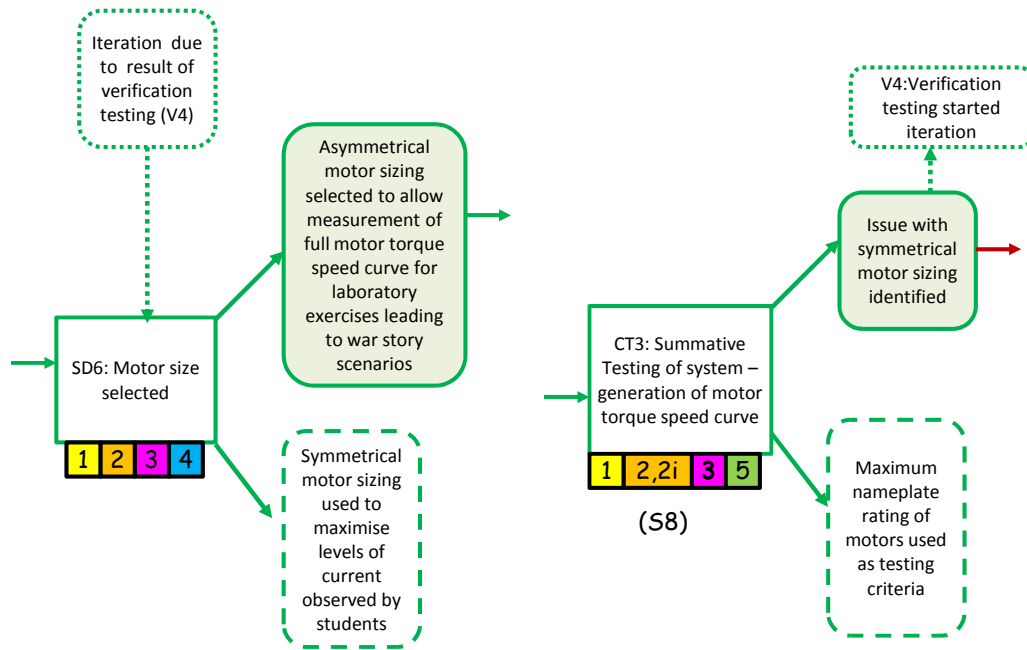 Iteration due
to result of
verification
testing (V4)
Asymmetrical
motor sizing
selected to allow
measurement of
full motor torque
speed curve for
laboratory
exercises leading
to war story
scenarios
SD6: Motor size
selected
1 2 3 4
Symmetrical
motor sizing
used to
maximise
levels of
current
observed by
students
V4:Verification
testing started
iteration
Issue with
symmetrical
motor sizing
identified
CT3: Summative
Testing of system –
generation of motor
torque speed curve
1 2,2i 3 5
(S8)
Maximum
nameplate
rating of
motors used
as testing
criteria